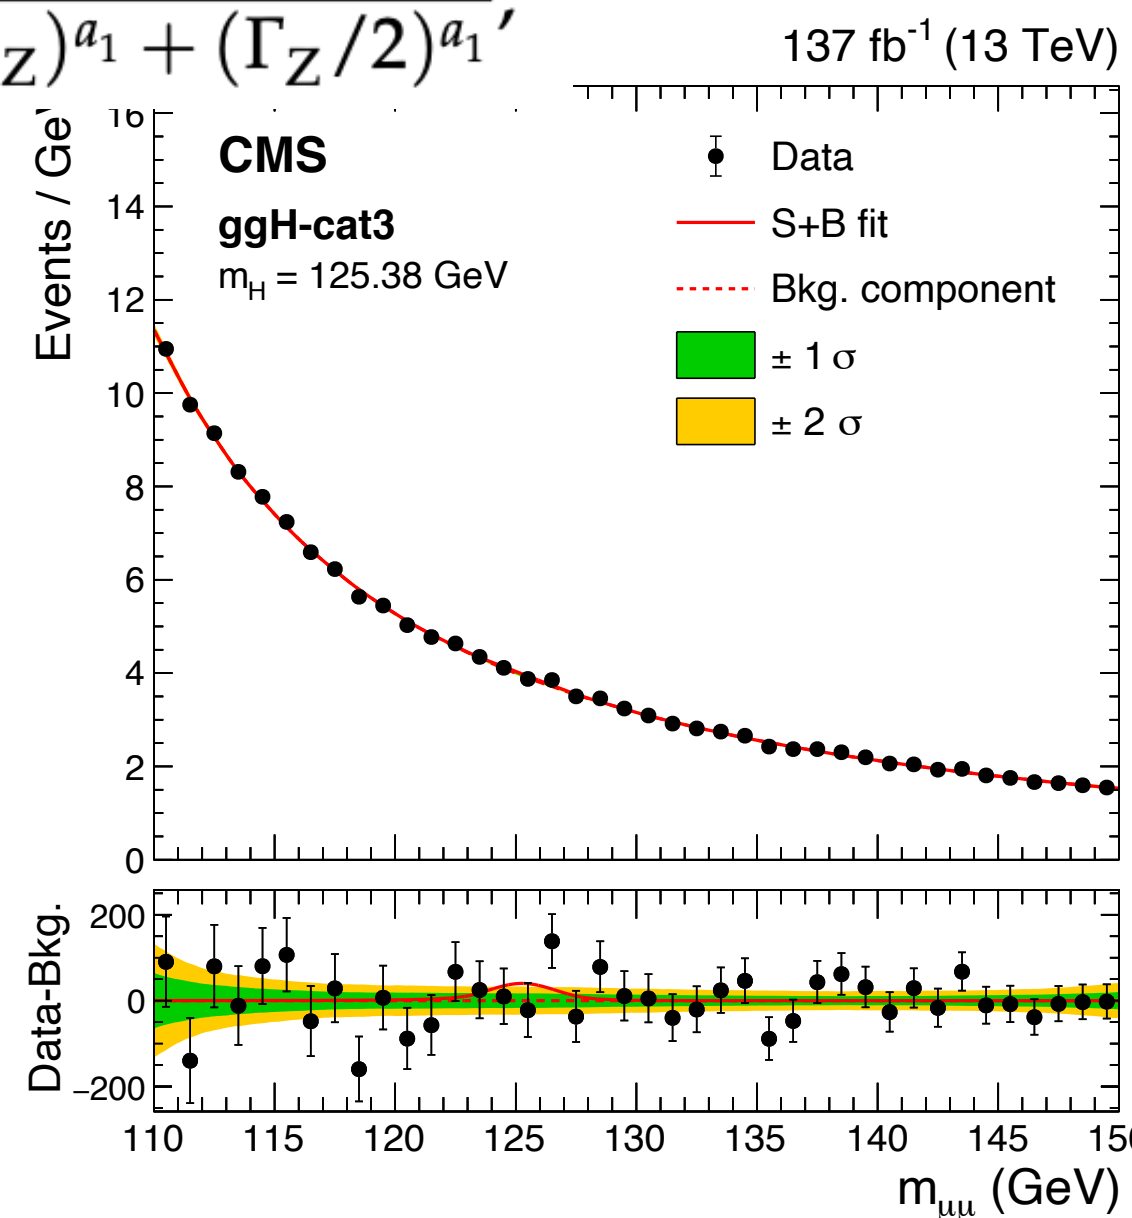 Z)^{a_1} + (Γ_Z/2)^{a_1}′
137 fb⁻¹ (13 TeV)
Events / Ge
16
14
12
10
8
6
4
2
0
CMS
ggH-cat3
m_H = 125.38 GeV
Data
S+B fit
Bkg. component
± 1 σ
± 2 σ
Data-Bkg.
200
0
−200
110 115 120 125 130 135 140 145 150
m_μμ (GeV)